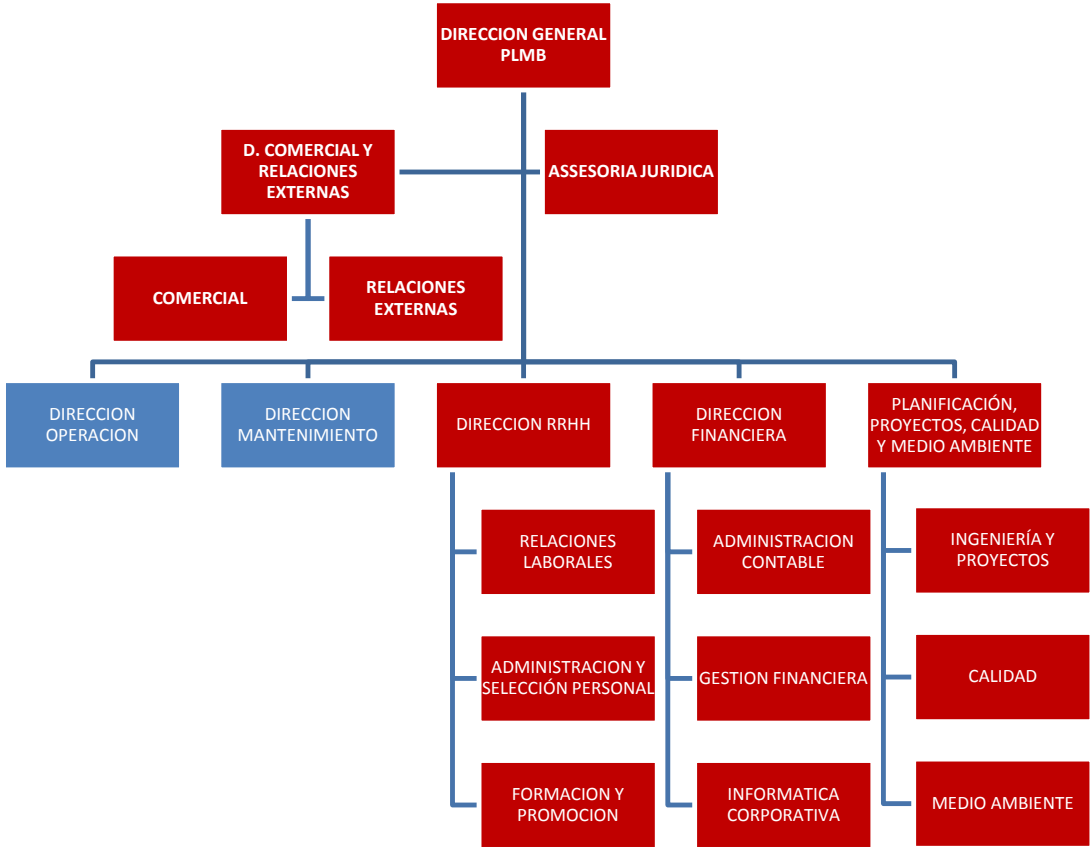 DIRECCION GENERAL
PLMB
D. COMERCIAL Y
RELACIONES
EXTERNAS
ASSESORIA JURIDICA
COMERCIAL
RELACIONES
EXTERNAS
DIRECCION
OPERACION
DIRECCION
MANTENIMIENTO
DIRECCION RRHH
DIRECCION
FINANCIERA
PLANIFICACIÓN,
PROYECTOS, CALIDAD
Y MEDIO AMBIENTE
RELACIONES
LABORALES
ADMINISTRACION
CONTABLE
INGENIERÍA Y
PROYECTOS
ADMINISTRACION Y
SELECCIÓN PERSONAL
GESTION FINANCIERA
CALIDAD
FORMACION Y
PROMOCION
INFORMATICA
CORPORATIVA
MEDIO AMBIENTE